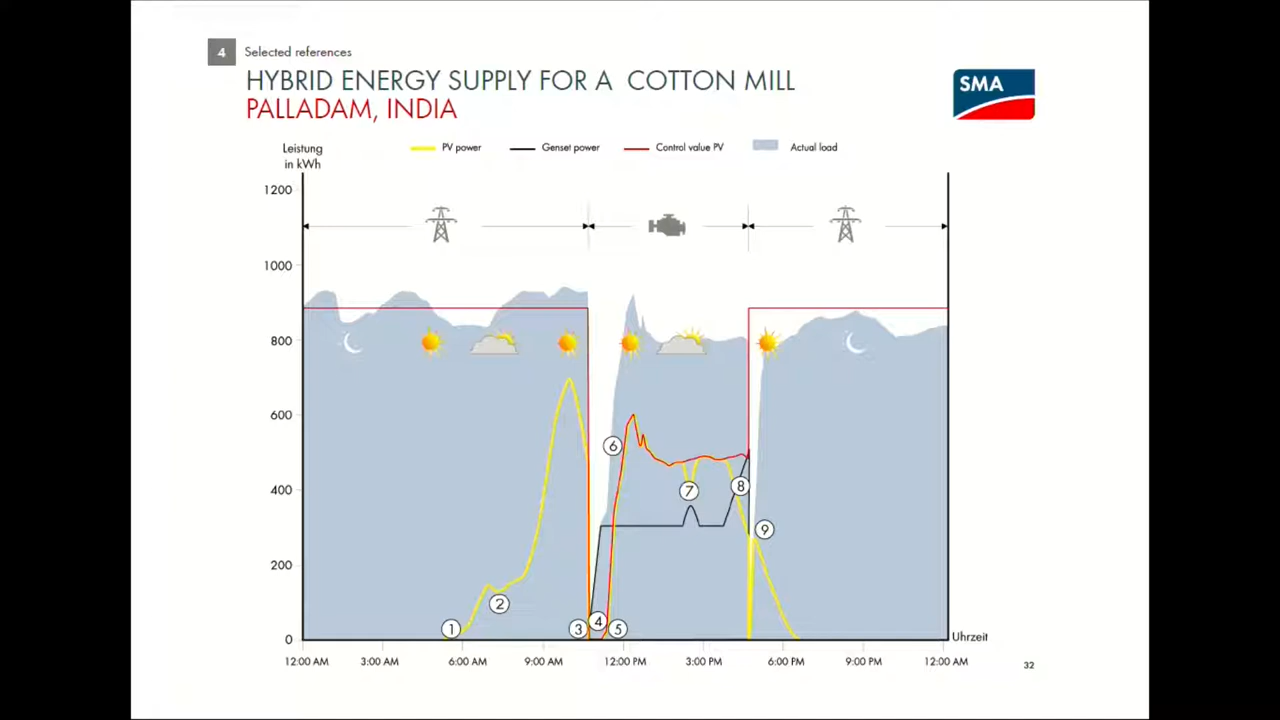 4 Selected references
HYBRID ENERGY SUPPLY FOR A COTTON MILL
PALLADAM, INDIA
SMA
Leistung
in kWh
PV power
Genset power
Control value PV
Actual load
1200
1000
800
600
400
200
0
1
2
3
4
5
6
7
8
9
Uhrzeit
12:00 AM
3:00 AM
6:00 AM
9:00 AM
12:00 PM
3:00 PM
6:00 PM
9:00 PM
12:00 AM
32